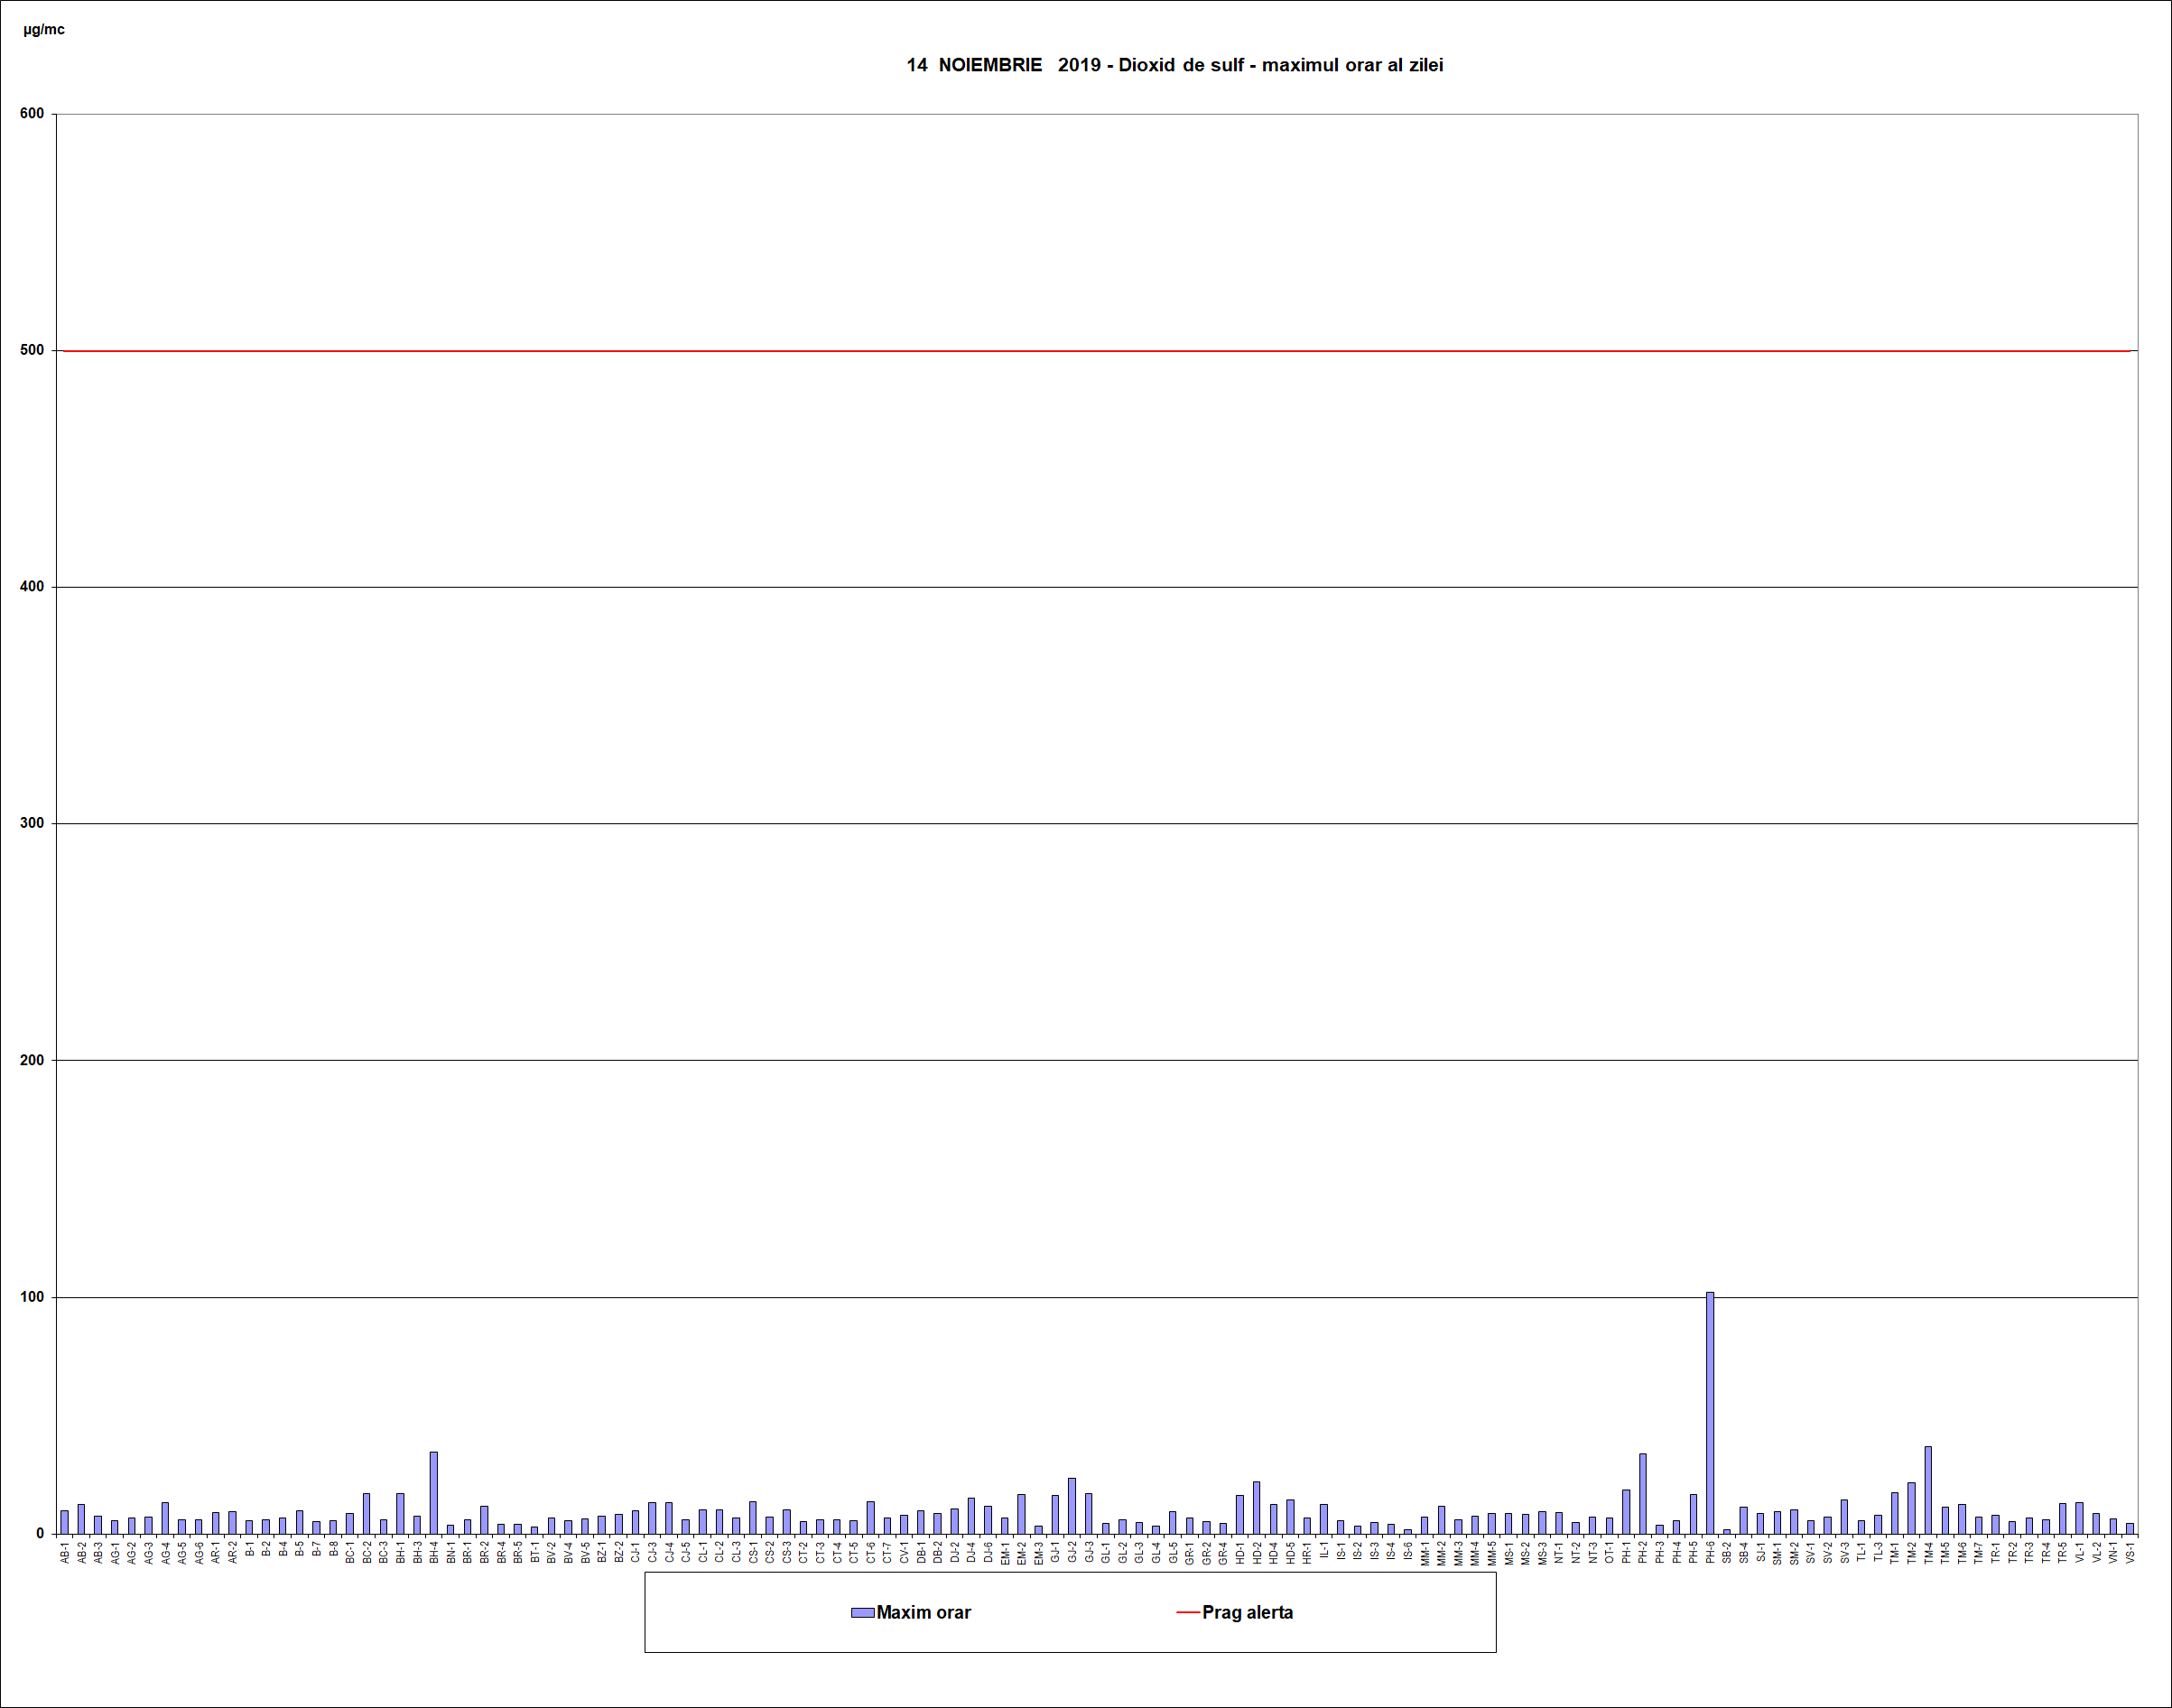 µg/mc
14 NOIEMBRIE 2019 - Dioxid de sulf - maximul orar al zilei
600
500
400
300
200
100
0
AB-1 AB-2 AB-3 AG-1 AG-2 AG-3 AG-4 AG-5 AG-6 AR-1 AR-2 B-1 B-2 B-4 B-5 B-7 B-8 BC-1 BC-2 BC-3 BH-1 BH-3 BH-4 BN-1 BR-1 BR-2 BR-4 BR-5 BT-1 BV-2 BV-4 BV-5 BZ-1 BZ-2 CJ-1 CJ-3 CJ-4 CJ-5 CL-1 CL-2 CL-3 CS-1 CS-2 CS-3 CT-2 CT-3 CT-4 CT-5 CT-6 CT-7 CV-1 DB-1 DB-2 DJ-2 DJ-4 DJ-6 EM-1 EM-2 EM-3 GJ-1 GJ-2 GJ-3 GL-1 GL-2 GL-3 GL-4 GL-5 GR-1 GR-2 GR-4 HD-1 HD-2 HD-4 HD-5 HR-1 IL-1 IS-1 IS-2 IS-3 IS-4 IS-6 MM-1 MM-2 MM-3 MM-4 MM-5 MS-1 MS-2 MS-3 NT-1 NT-2 NT-3 OT-1 PH-1 PH-2 PH-3 PH-4 PH-5 PH-6 SB-2 SB-4 SJ-1 SM-1 SM-2 SV-1 SV-2 SV-3 TL-1 TL-3 TM-1 TM-2 TM-4 TM-5 TM-6 TM-7 TR-1 TR-2 TR-3 TR-4 TR-5 VL-1 VL-2 VN-1 VS-1
Maxim orar Prag alerta